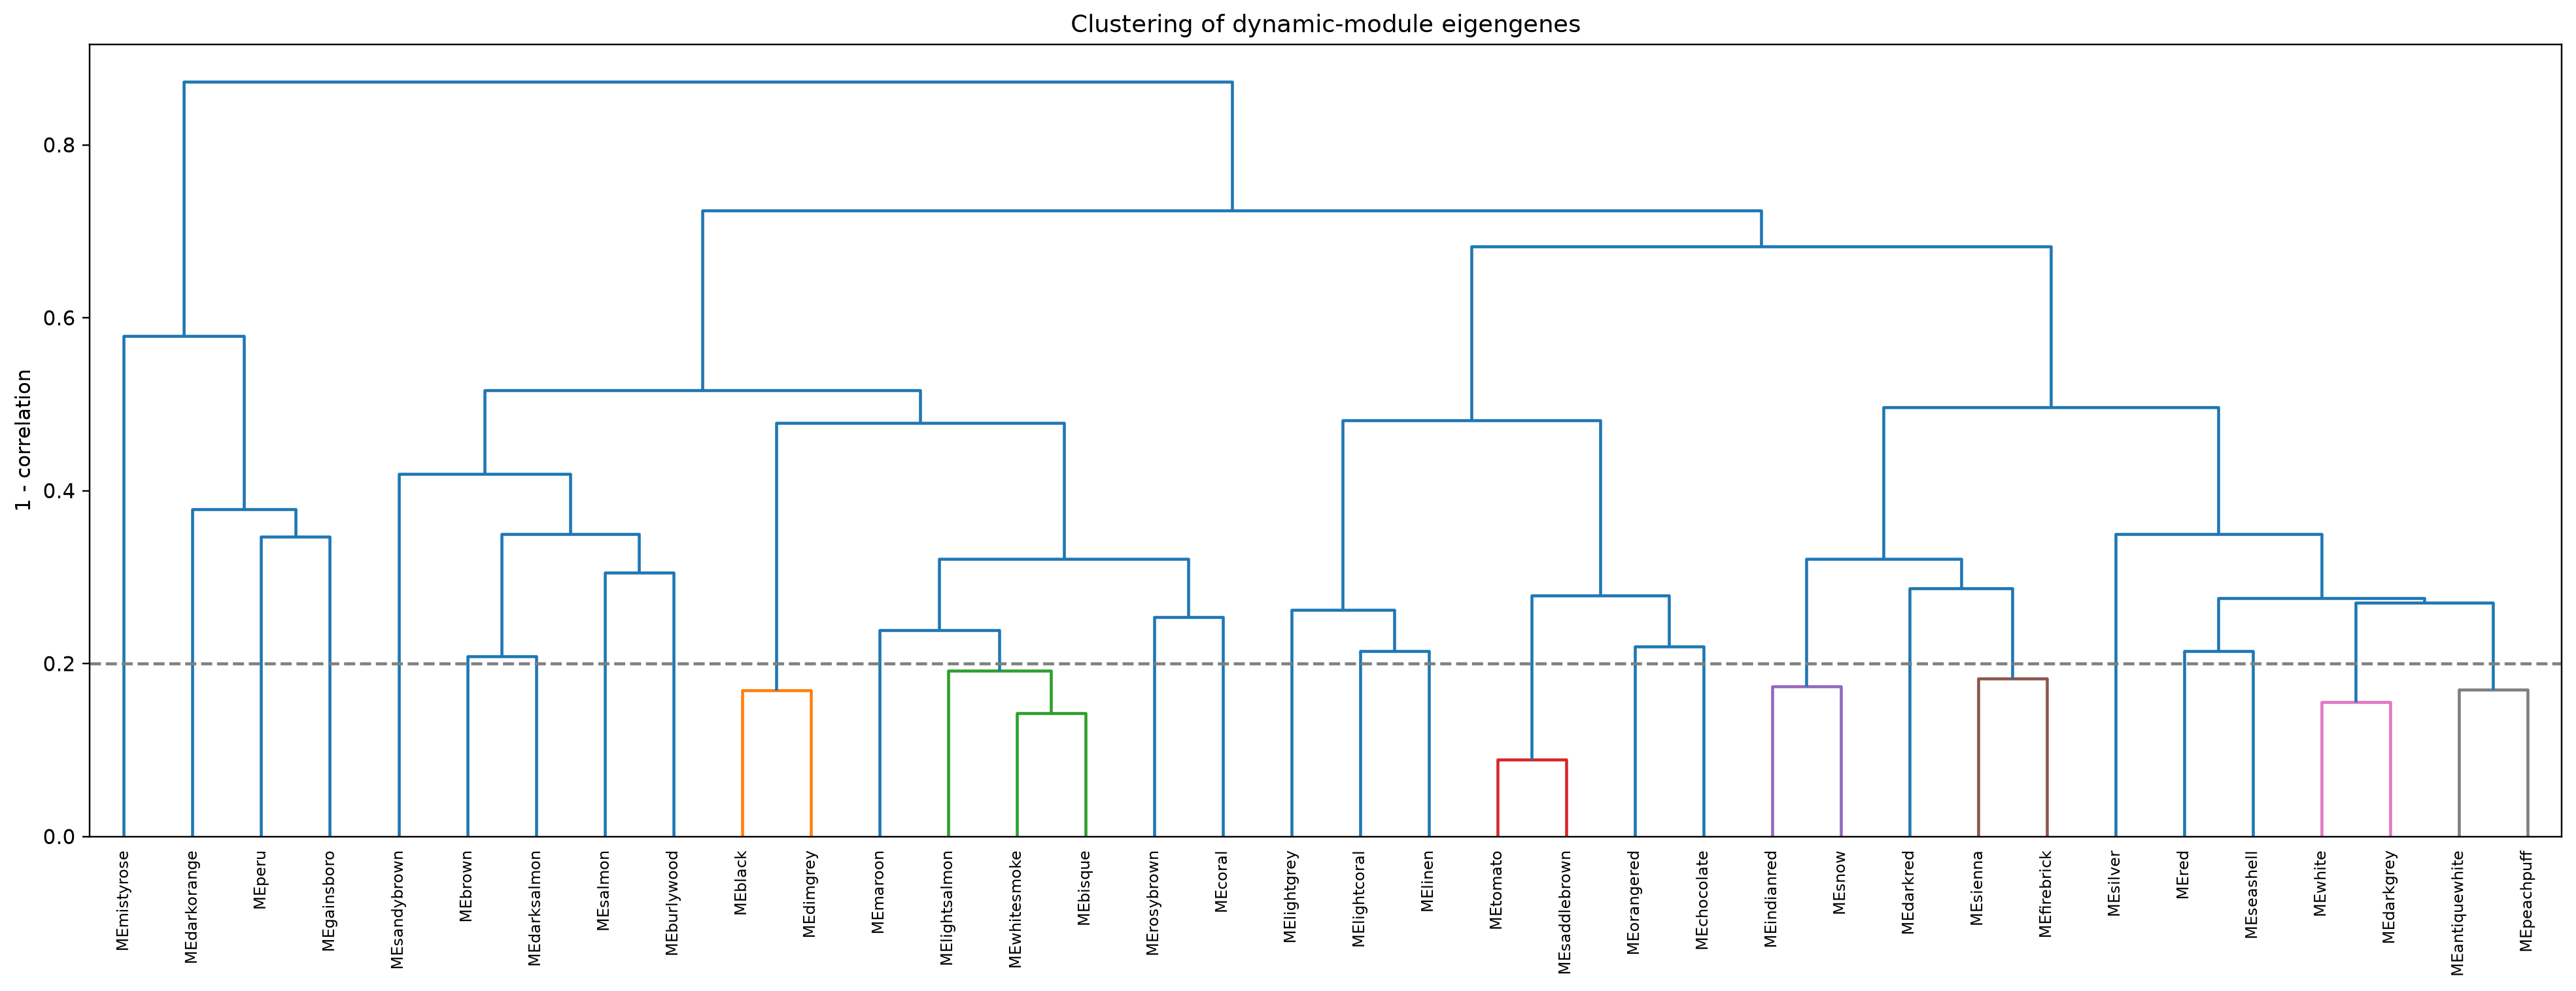 Clustering of dynamic-module eigengenes
1 - correlation
0.8
0.6
0.4
0.2
0.0
MEmistyrose
MEdarkorange
MEperu
MEgainsboro
MEsandybrown
MEbrown
MEdarksalmon
MEsalmon
MEburlywood
MEblack
MEdimgrey
MEmaroon
MElightsalmon
MEwhitesmoke
MEbisque
MErosybrown
MEcoral
MElightgrey
MElightcoral
MElinen
MEtomato
MEsaddlebrown
MEorangered
MEchocolate
MEindianred
MEsnow
MEdarkred
MEsienna
MEfirebrick
MEsilver
MEred
MEseashell
MEwhite
MEdarkgrey
MEantiquewhite
MEpeachpuff